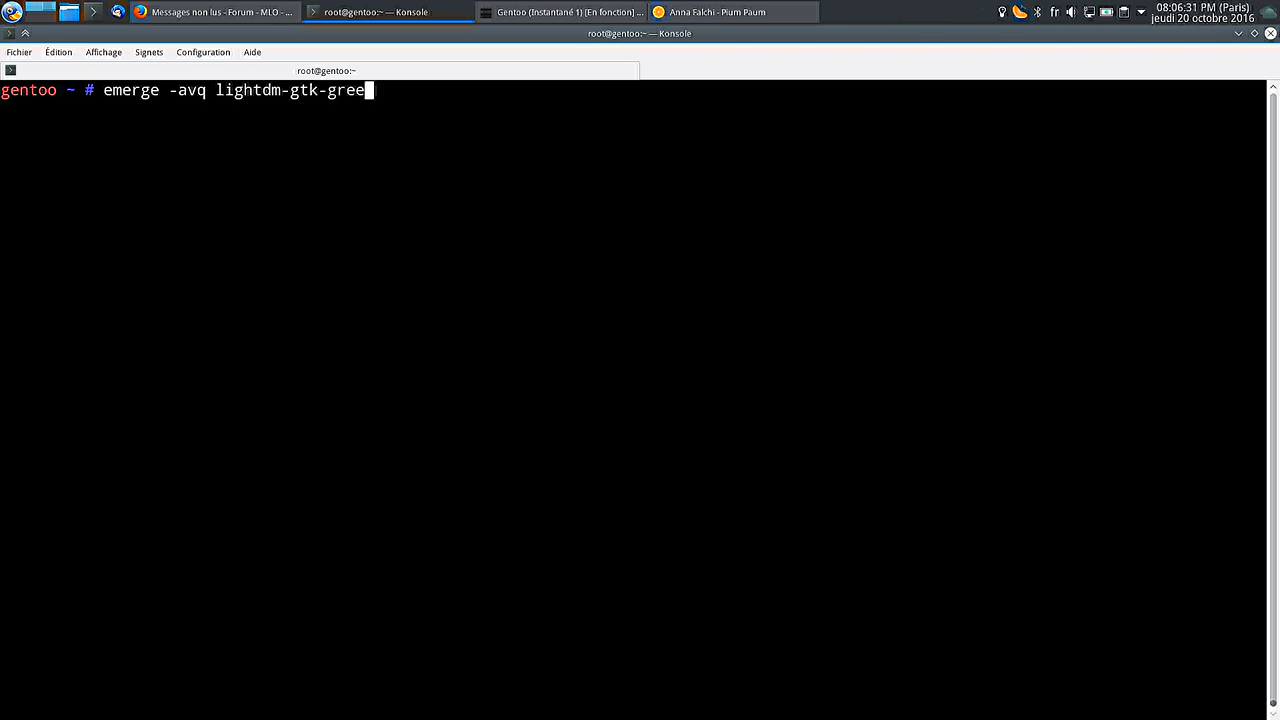 Messages non lus - Forum - MLO - ...
root@gentoo:~ — Konsole
Gentoo (Instantané 1) [En fonction] ...
Anna Falchi - Pium Paum
fr
08:06:31 PM (Paris)
jeudi 20 octobre 2016
root@gentoo:~ — Konsole
Fichier Édition Affichage Signets Configuration Aide
root@gentoo:~
gentoo ~ # emerge -avq lightdm-gtk-gree